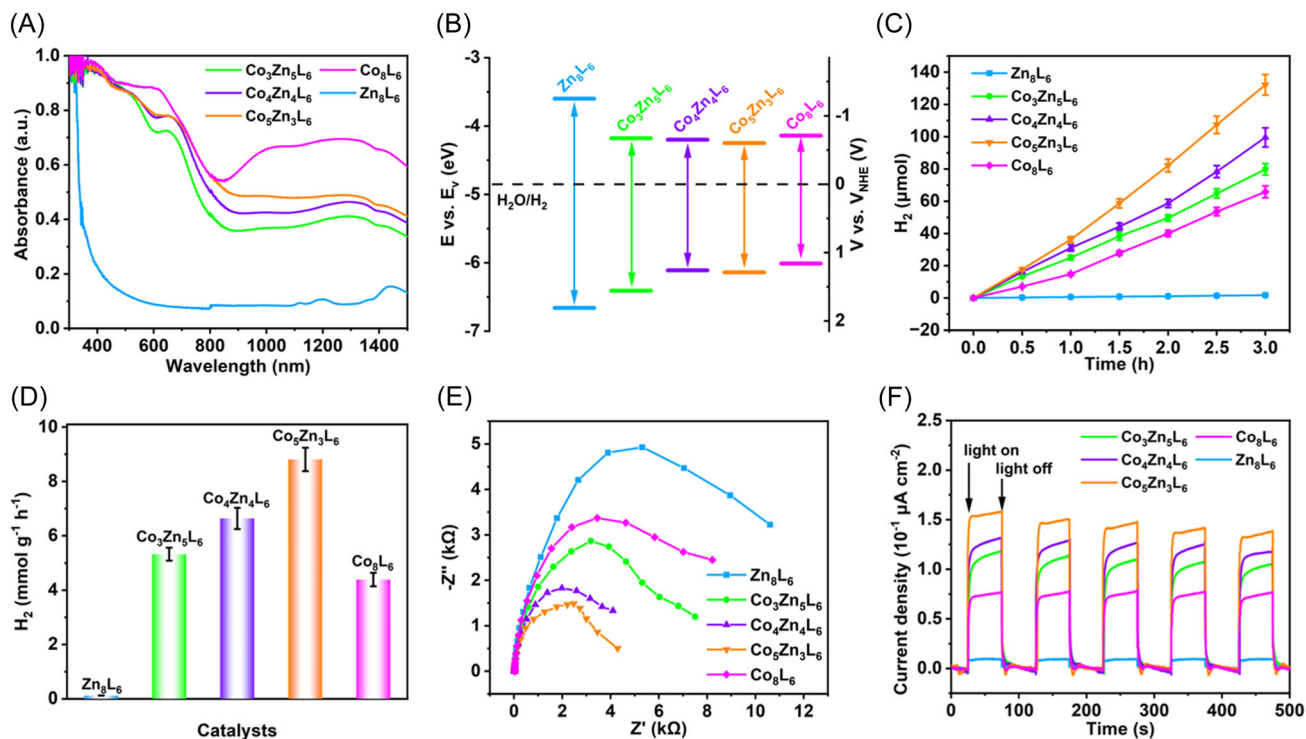 (A)
Absorbance (a.u.)
1.0
0.8
0.6
0.4
0.2
0.0
Co3Zn5L6
Co4Zn4L6
Co5Zn3L6
Co8L6
Zn8L6
400 600 800 1000 1200 1400
Wavelength (nm)
(B)
E vs. Ev (eV)
-3
-4
-5
-6
-7
Zn8L6
Co3Zn5L6
Co4Zn4L6
Co5Zn3L6
Co8L6
H2O/H2
-1
0
1
2
V vs. VNHE (V)
(C)
H2 (μmol)
140
120
100
80
60
40
20
0
−20
Zn8L6
Co3Zn5L6
Co4Zn4L6
Co5Zn3L6
Co8L6
0.0 0.5 1.0 1.5 2.0 2.5 3.0
Time (h)
(D)
H2 (mmol g-1 h-1)
10
8
6
4
2
0
Zn8L6
Co3Zn5L6
Co4Zn4L6
Co5Zn3L6
Co8L6
Catalysts
(E)
-Z'' (kΩ)
5
4
3
2
1
0
Zn8L6
Co3Zn5L6
Co4Zn4L6
Co5Zn3L6
Co8L6
0 2 4 6 8 10 12
Z' (kΩ)
(F)
Current density (10-1 μA cm-2)
2.5
2.0
1.5
1.0
0.5
0.0
light on
light off
Co3Zn5L6
Co4Zn4L6
Co5Zn3L6
Co8L6
Zn8L6
0 100 200 300 400 500
Time (s)